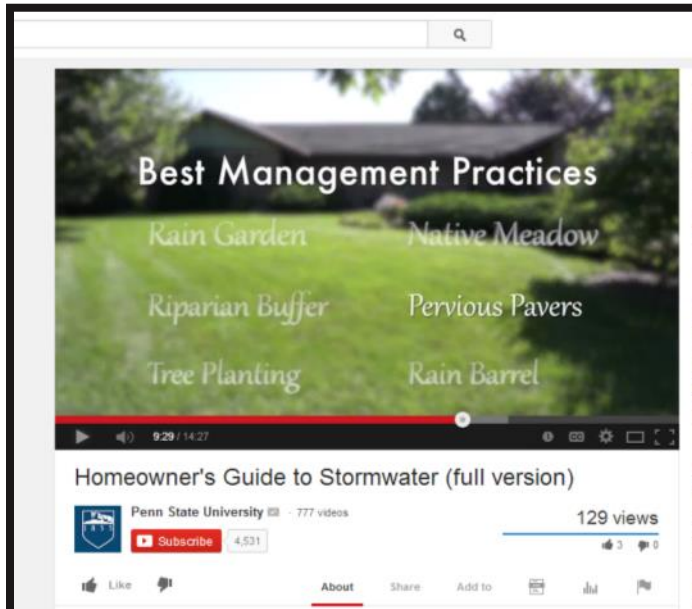 Best Management Practices
Rain Garden Native Meadow
Riparian Buffer Pervious Pavers
Tree Planting Rain Barrel
9:29 / 14:27 CC
Homeowner's Guide to Stormwater (full version)
Penn State University · 777 videos
129 views
Subscribe 4,531
3 0
Like About Share Add to